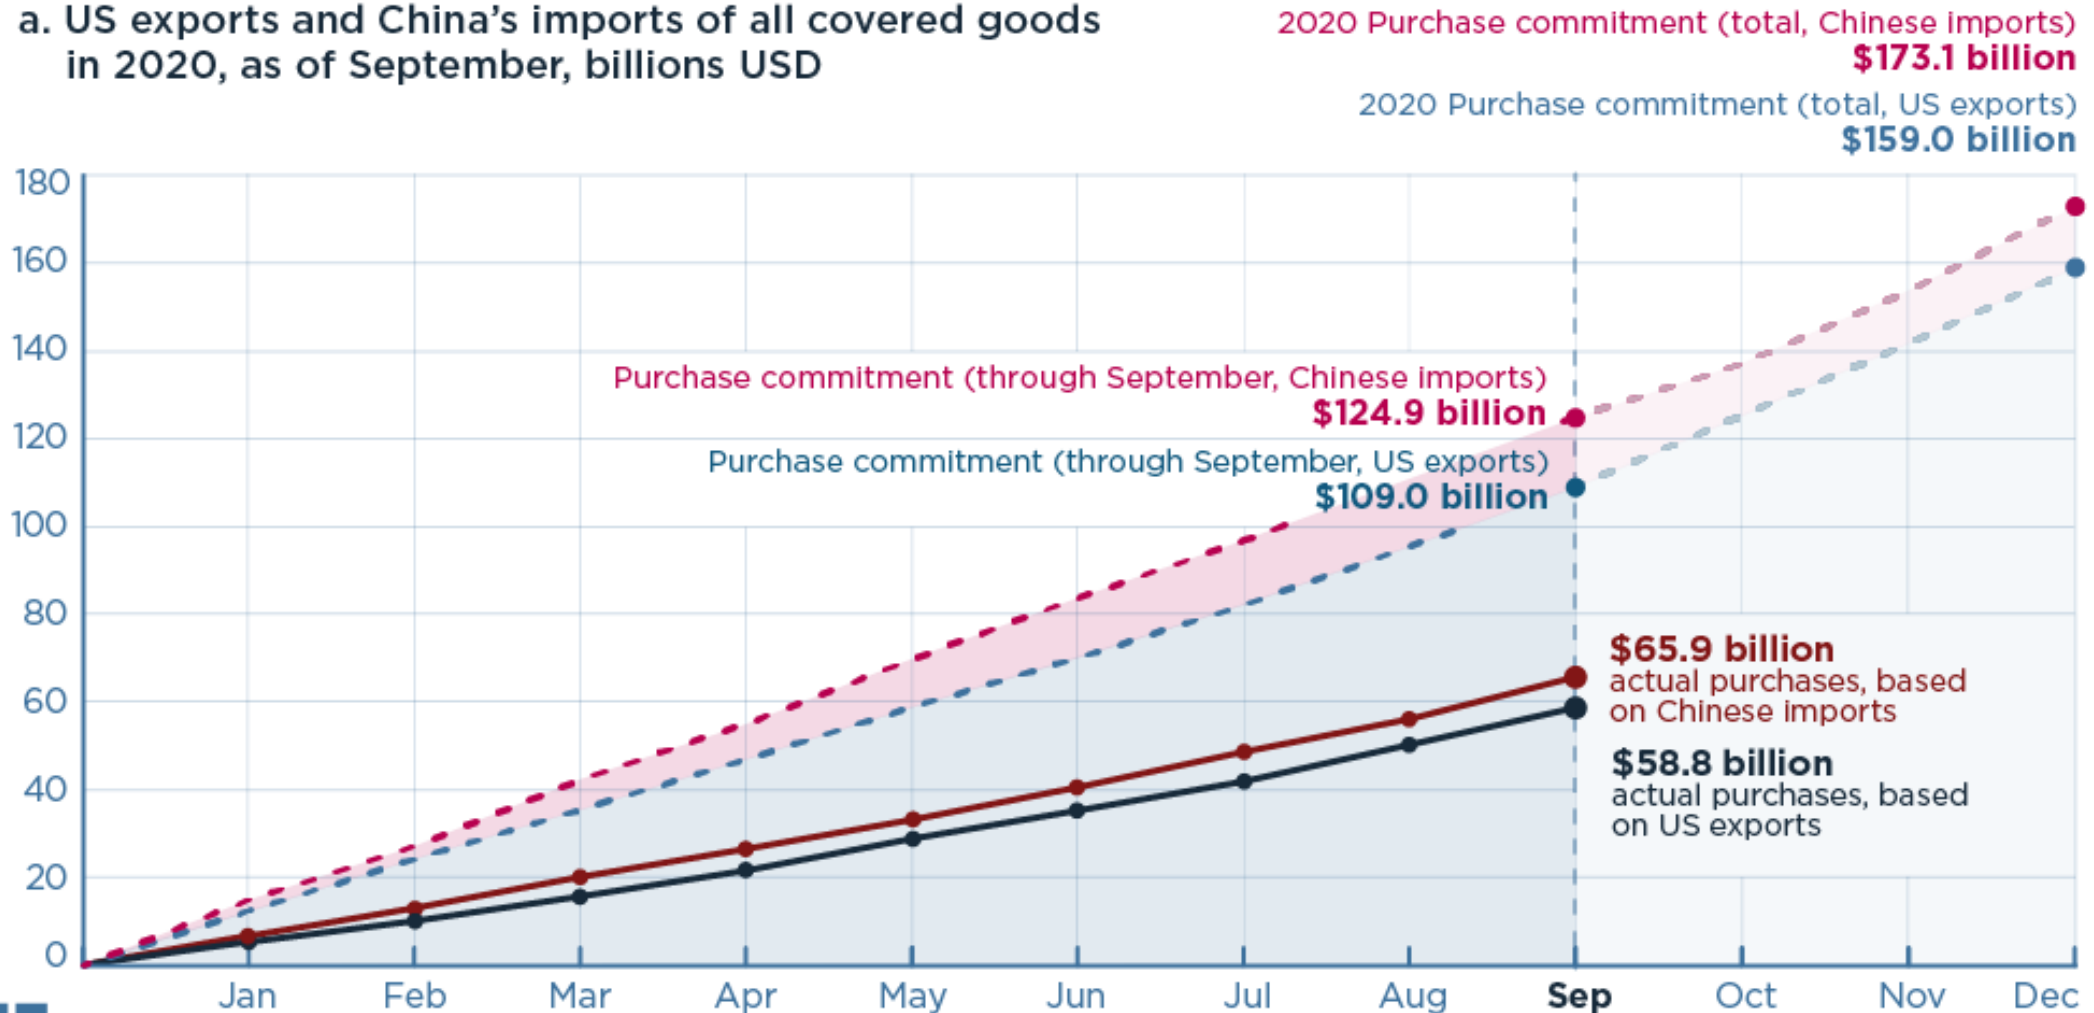 a. US exports and China's imports of all covered goods
in 2020, as of September, billions USD
2020 Purchase commitment (total, Chinese imports)
$173.1 billion
2020 Purchase commitment (total, US exports)
$159.0 billion
180
160
140
120
100
80
60
40
20
0
Purchase commitment (through September, Chinese imports)
$124.9 billion
Purchase commitment (through September, US exports)
$109.0 billion
$65.9 billion
actual purchases, based
on Chinese imports
$58.8 billion
actual purchases, based
on US exports
Jan Feb Mar Apr May Jun Jul Aug Sep Oct Nov Dec